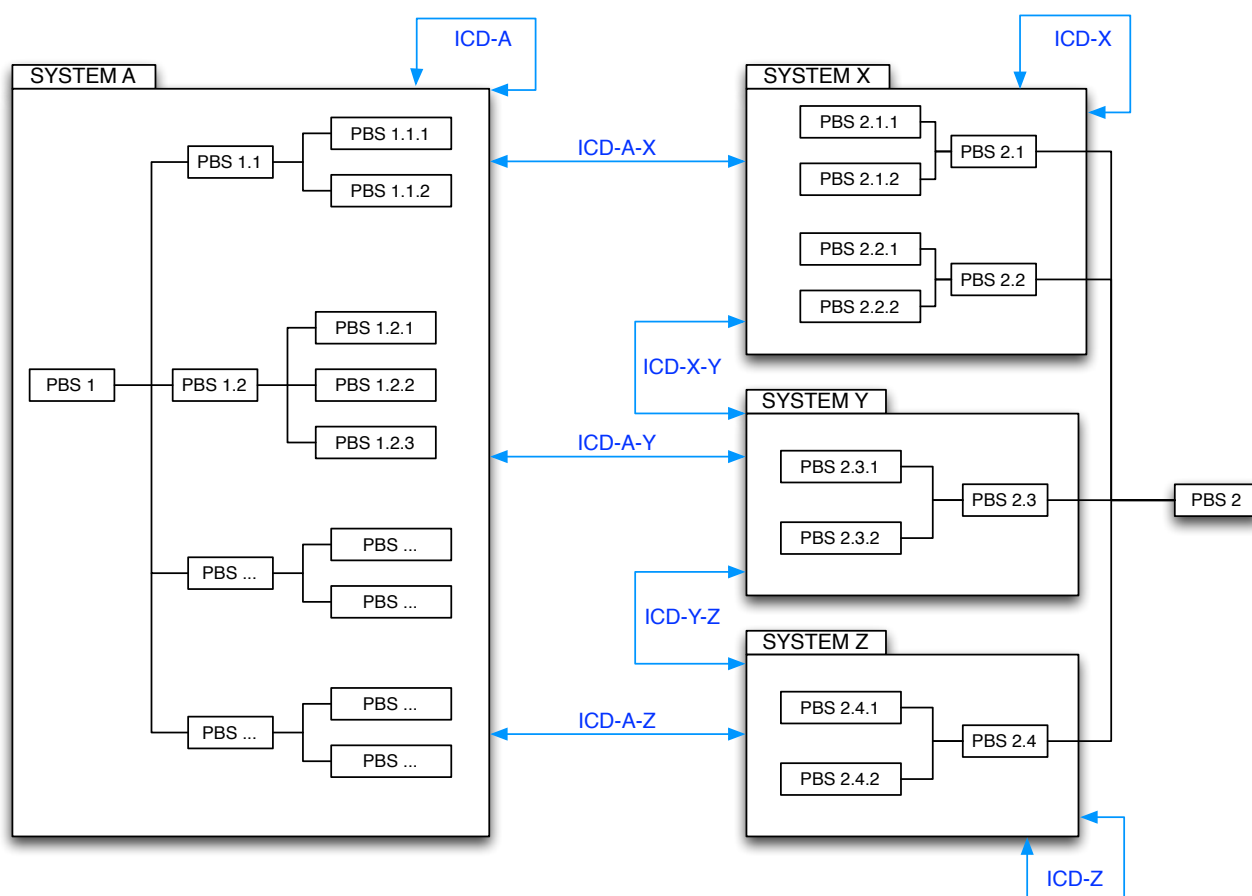 ICD-A
ICD-X
SYSTEM A
PBS 1.1
PBS 1.1.1
PBS 1.1.2
PBS 1
PBS 1.2
PBS 1.2.1
PBS 1.2.2
PBS 1.2.3
PBS ...
PBS ...
PBS ...
PBS ...
PBS ...
PBS ...
ICD-A-X
ICD-X-Y
ICD-A-Y
ICD-Y-Z
ICD-A-Z
SYSTEM X
PBS 2.1.1
PBS 2.1
PBS 2.1.2
PBS 2.2.1
PBS 2.2
PBS 2.2.2
SYSTEM Y
PBS 2.3.1
PBS 2.3
PBS 2.3.2
PBS 2
SYSTEM Z
PBS 2.4.1
PBS 2.4
PBS 2.4.2
ICD-Z